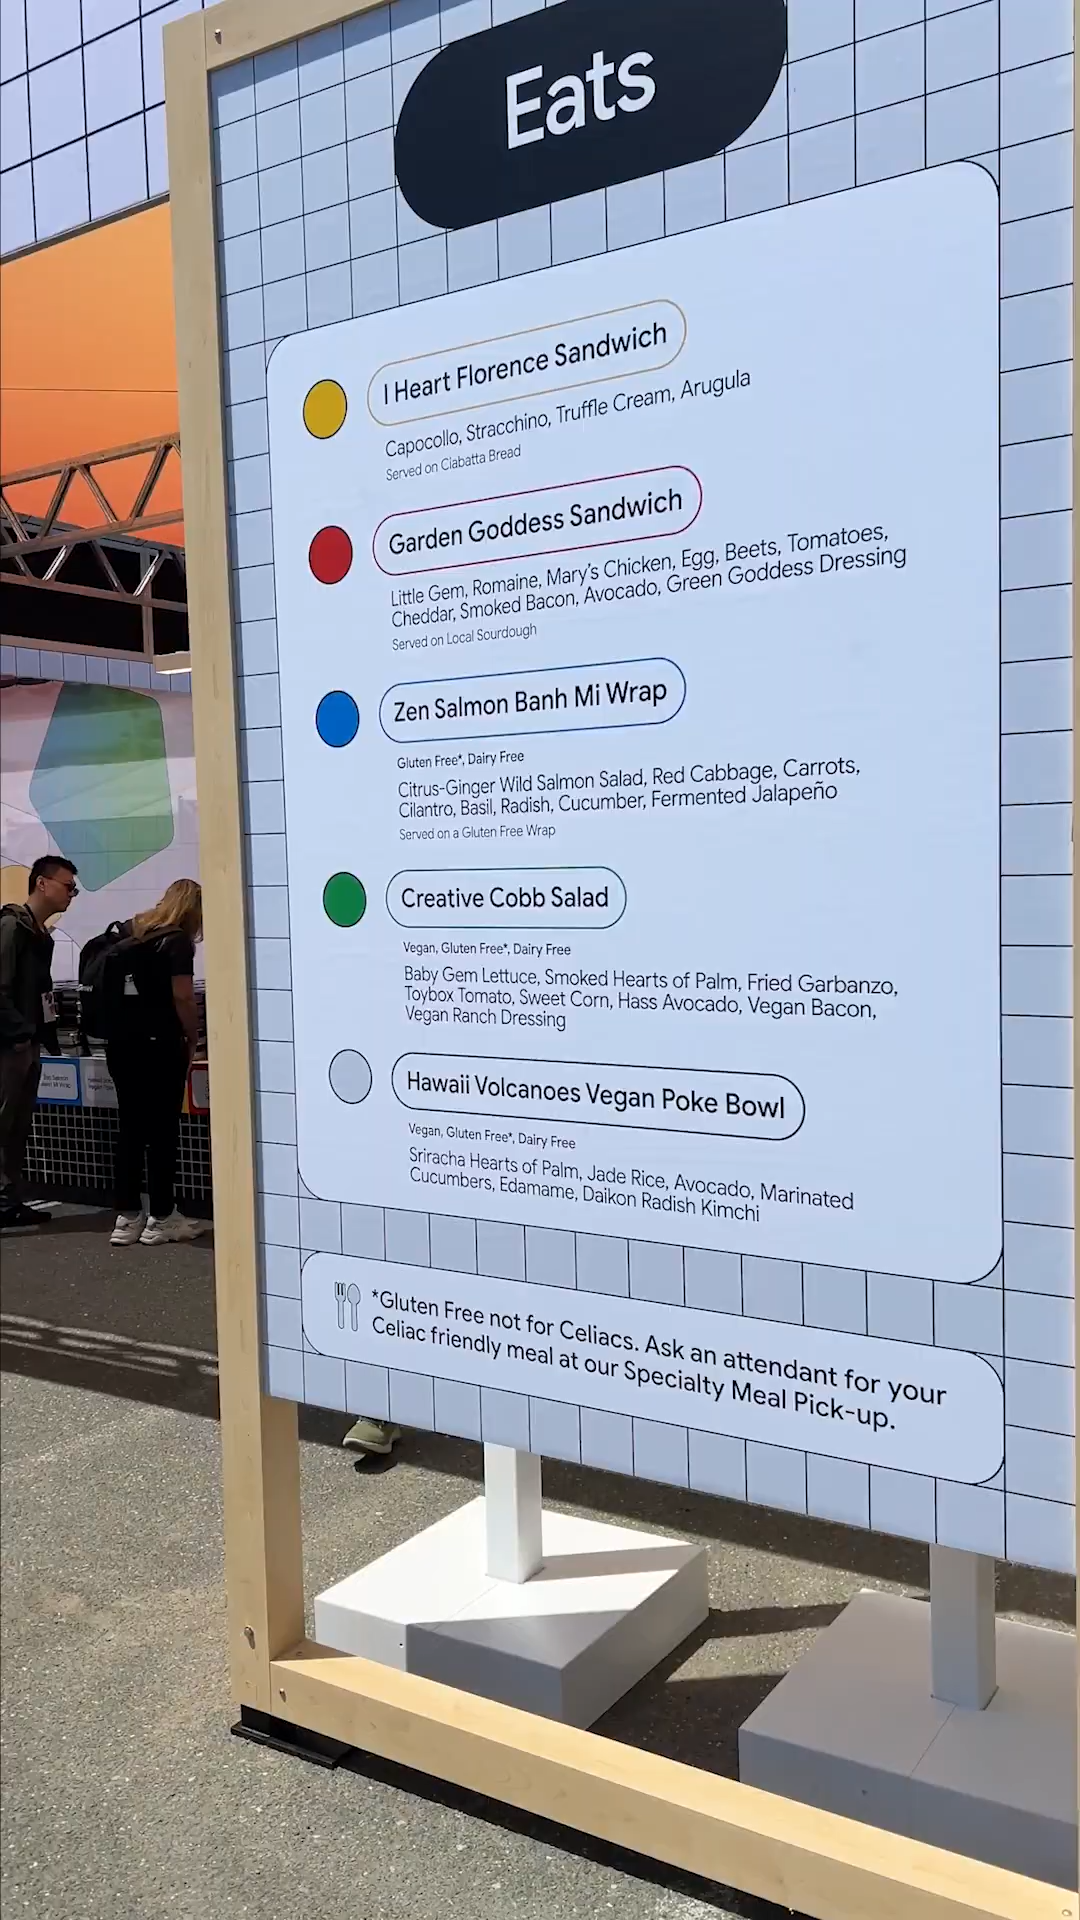 Eats
I Heart Florence Sandwich
Capocollo, Stracchino, Truffle Cream, Arugula
Served on Ciabatta Bread
Garden Goddess Sandwich
Little Gem, Romaine, Mary's Chicken, Egg, Beets, Tomatoes,
Cheddar, Smoked Bacon, Avocado, Green Goddess Dressing
Served on Local Sourdough
Zen Salmon Banh Mi Wrap
Gluten Free*, Dairy Free
Citrus-Ginger Wild Salmon Salad, Red Cabbage, Carrots,
Cilantro, Basil, Radish, Cucumber, Fermented Jalapeño
Served on a Gluten Free Wrap
Creative Cobb Salad
Vegan, Gluten Free*, Dairy Free
Baby Gem Lettuce, Smoked Hearts of Palm, Fried Garbanzo,
Toybox Tomato, Sweet Corn, Hass Avocado, Vegan Bacon,
Vegan Ranch Dressing
Hawaii Volcanoes Vegan Poke Bowl
Vegan, Gluten Free*, Dairy Free
Sriracha Hearts of Palm, Jade Rice, Avocado, Marinated
Cucumbers, Edamame, Daikon Radish Kimchi
*Gluten Free not for Celiacs. Ask an attendant for your
Celiac friendly meal at our Specialty Meal Pick-up.